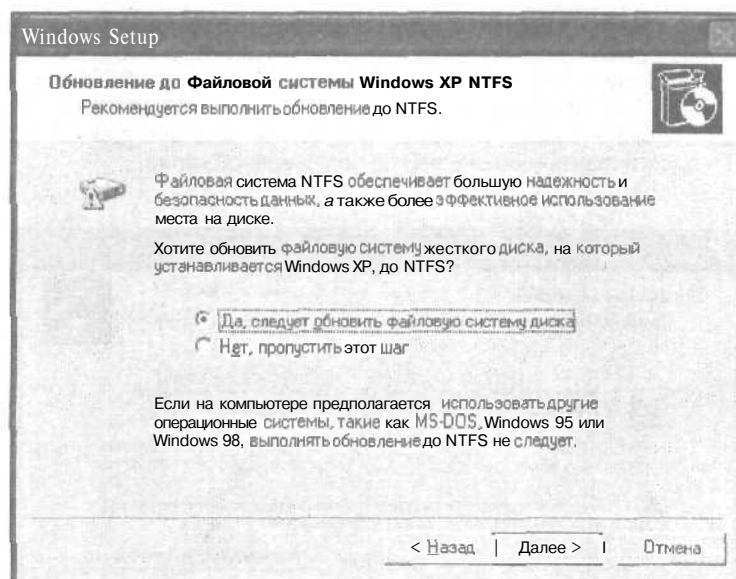 Windows Setup
Обновление до Файловой системы Windows XP NTFS
Рекомендуется выполнить обновление до NTFS.
Файловая система NTFS обеспечивает большую надежность и
безопасность данных, а также более эффективное использование
места на диске.
Хотите обновить файловую систему жесткого диска, на который
устанавливается Windows XP, до NTFS?
Да, следует обновить файловую систему диска
Нет, пропустить этот шаг
Если на компьютере предполагается использовать другие
операционные системы, такие как MS-DOS, Windows 95 или
Windows 98, выполнять обновление до NTFS не следует.
< Назад | Далее > | Отмена